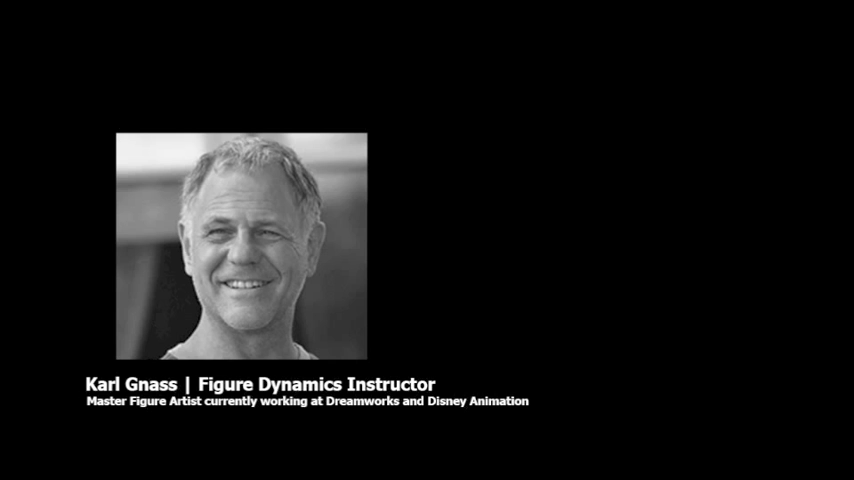 Karl Gnass | Figure Dynamics Instructor
Master Figure Artist currently working at Dreamworks and Disney Animation